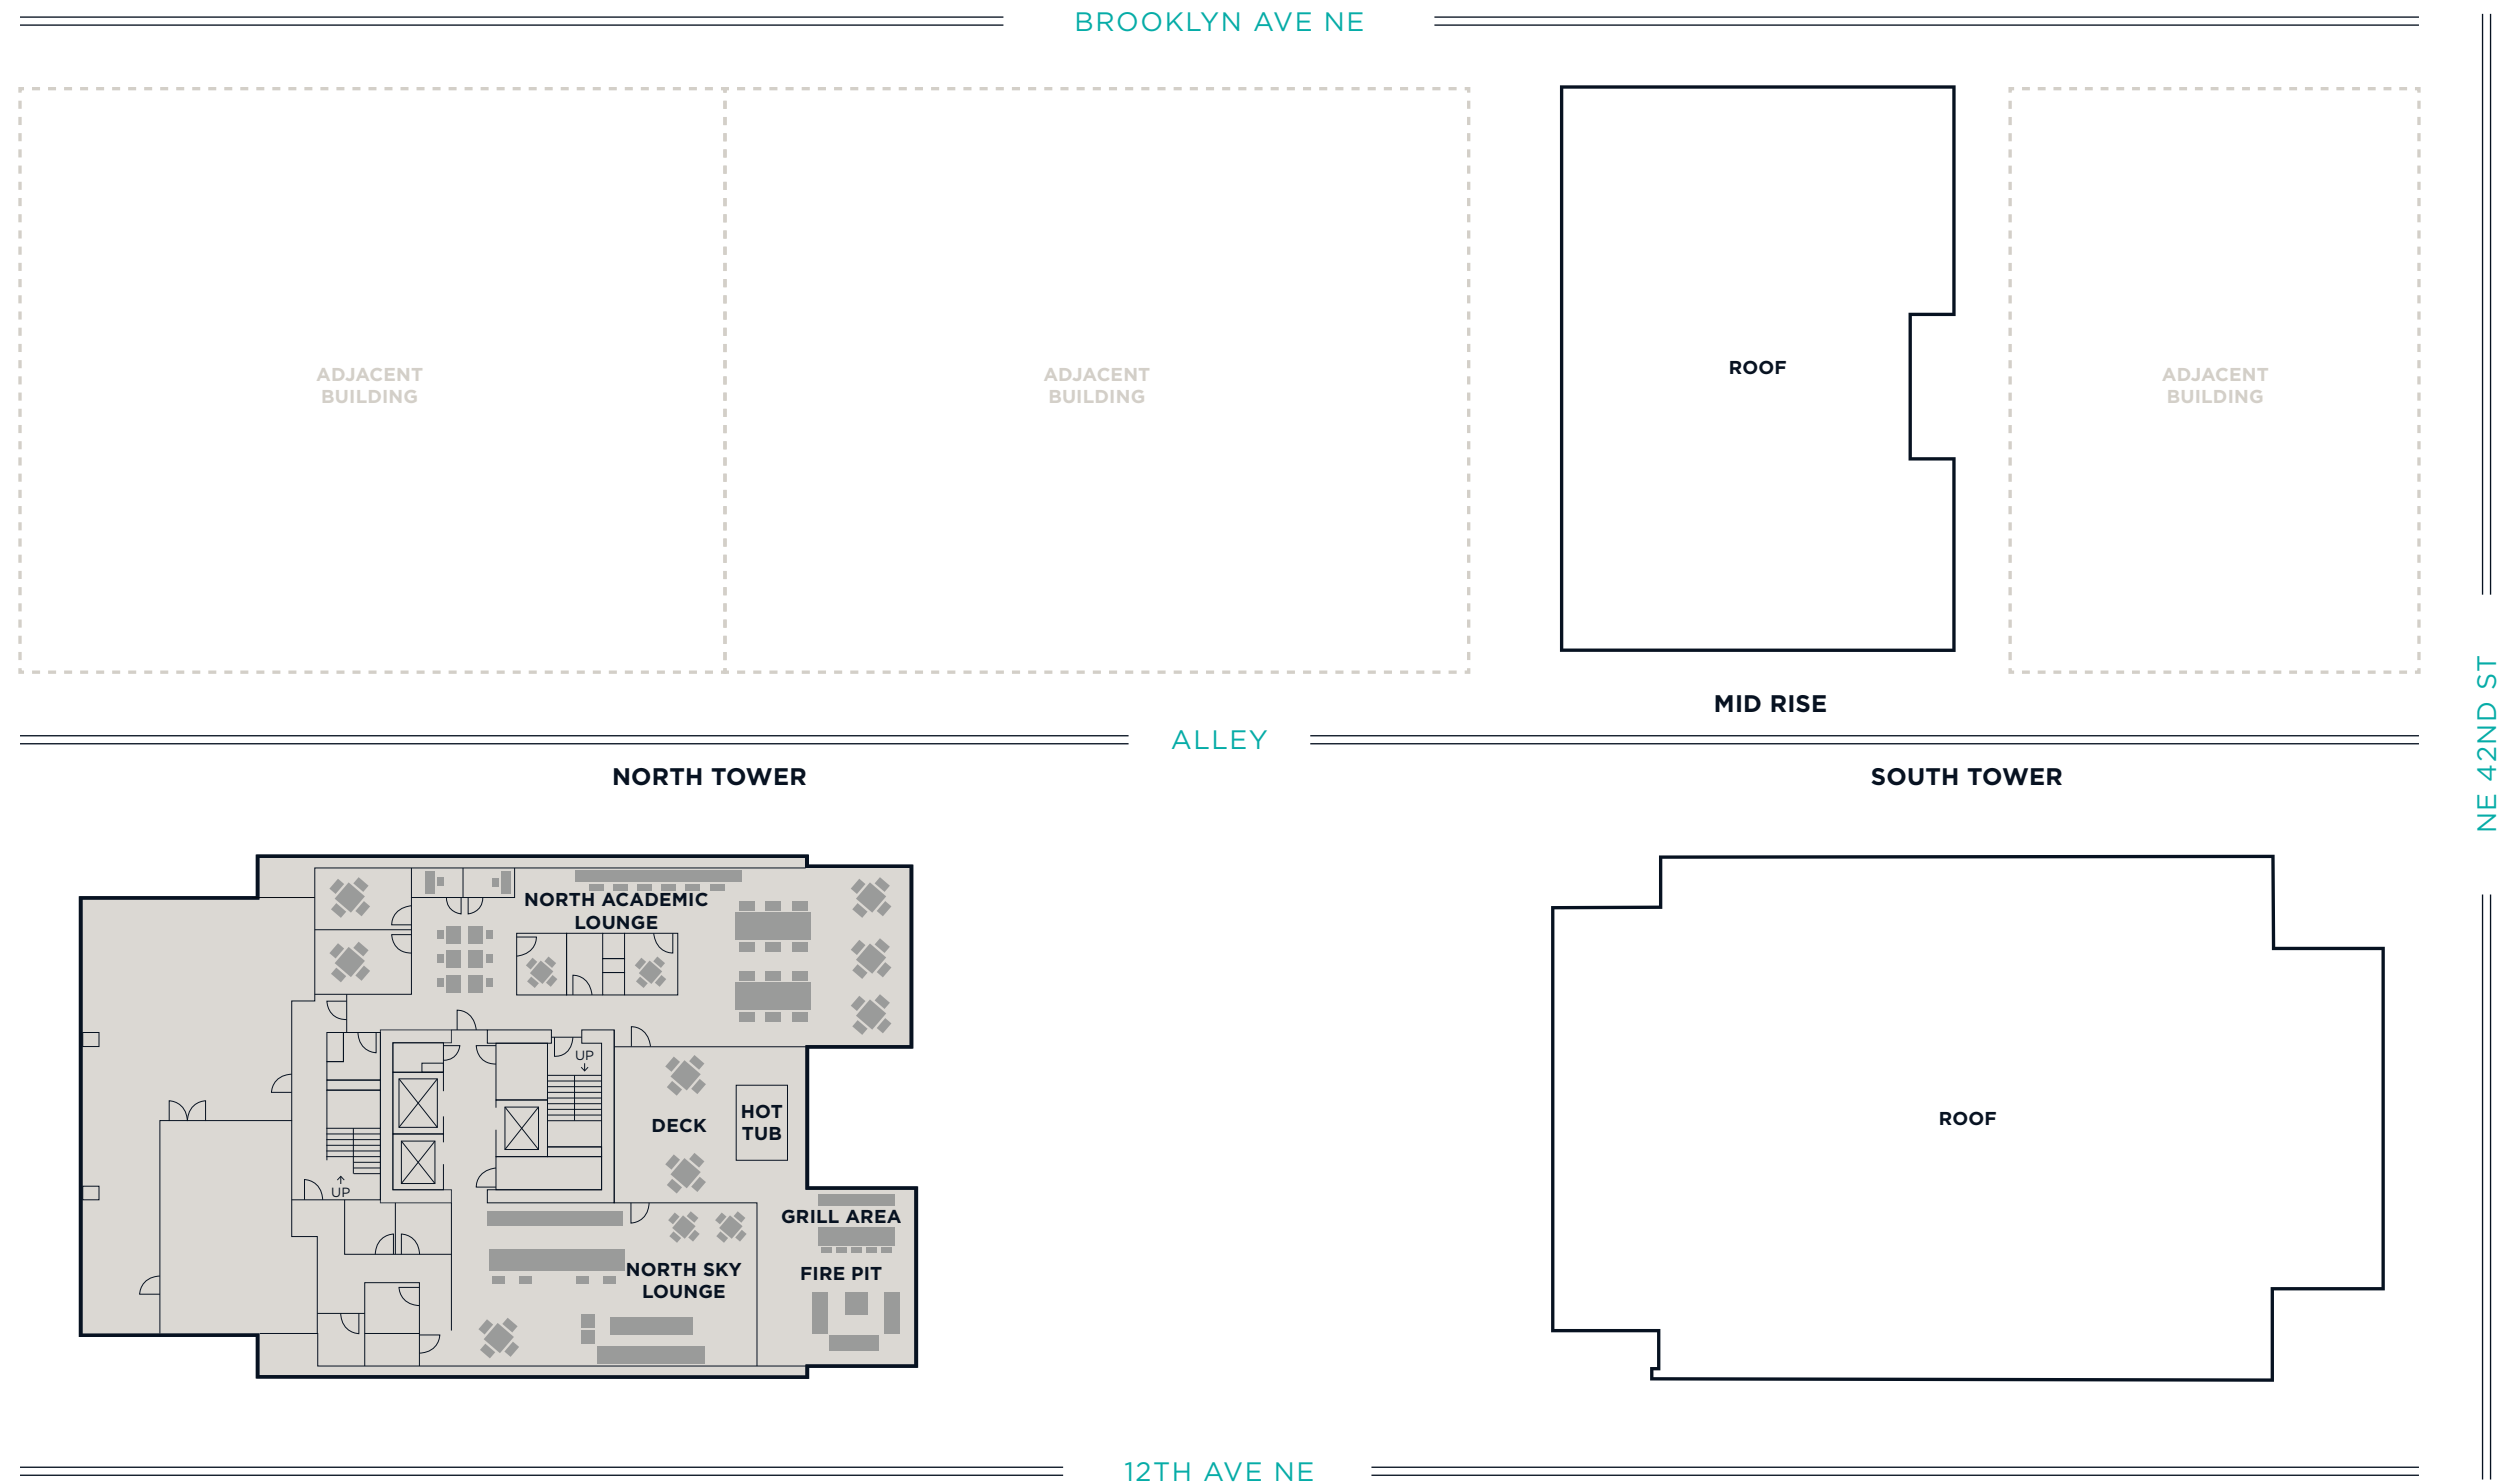 BROOKLYN AVE NE
ADJACENT
BUILDING
ADJACENT
BUILDING
ROOF
ADJACENT
BUILDING
MID RISE
ALLEY
NE 42ND ST
NORTH TOWER
SOUTH TOWER
NORTH ACADEMIC
LOUNGE
UP
DECK
HOT
TUB
ROOF
UP
GRILL AREA
NORTH SKY
LOUNGE
FIRE PIT
12TH AVE NE